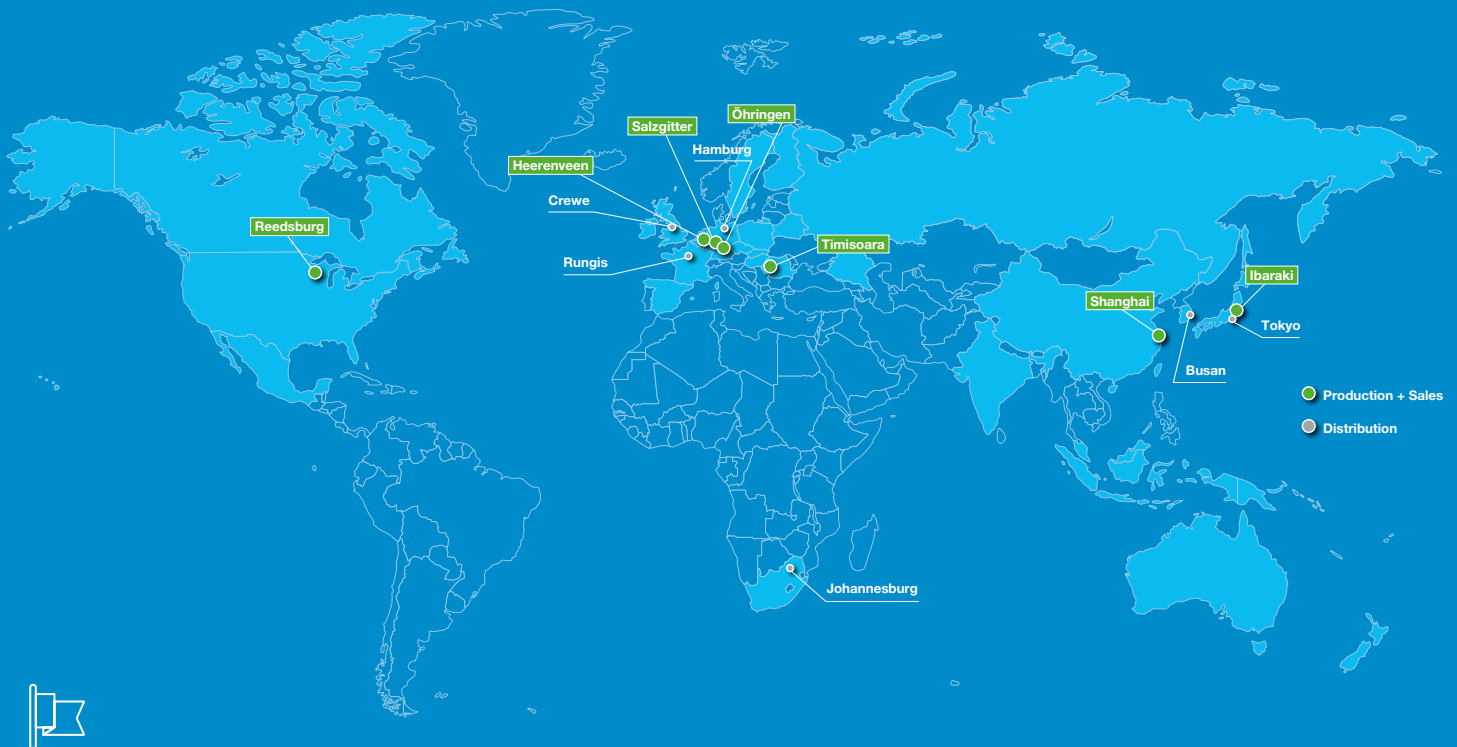 Öhringen
Salzgitter
Hamburg
Heerenveen
Crewe
Reedsburg
Timisoara
Rungis
Ibaraki
Shanghai
Tokyo
Busan
Production + Sales
Distribution
Johannesburg